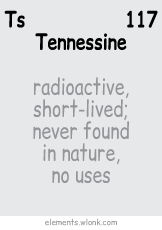 Ts 117
Tennessine
radioactive,
short-lived;
never found
in nature,
no uses
elements.wlonk.com